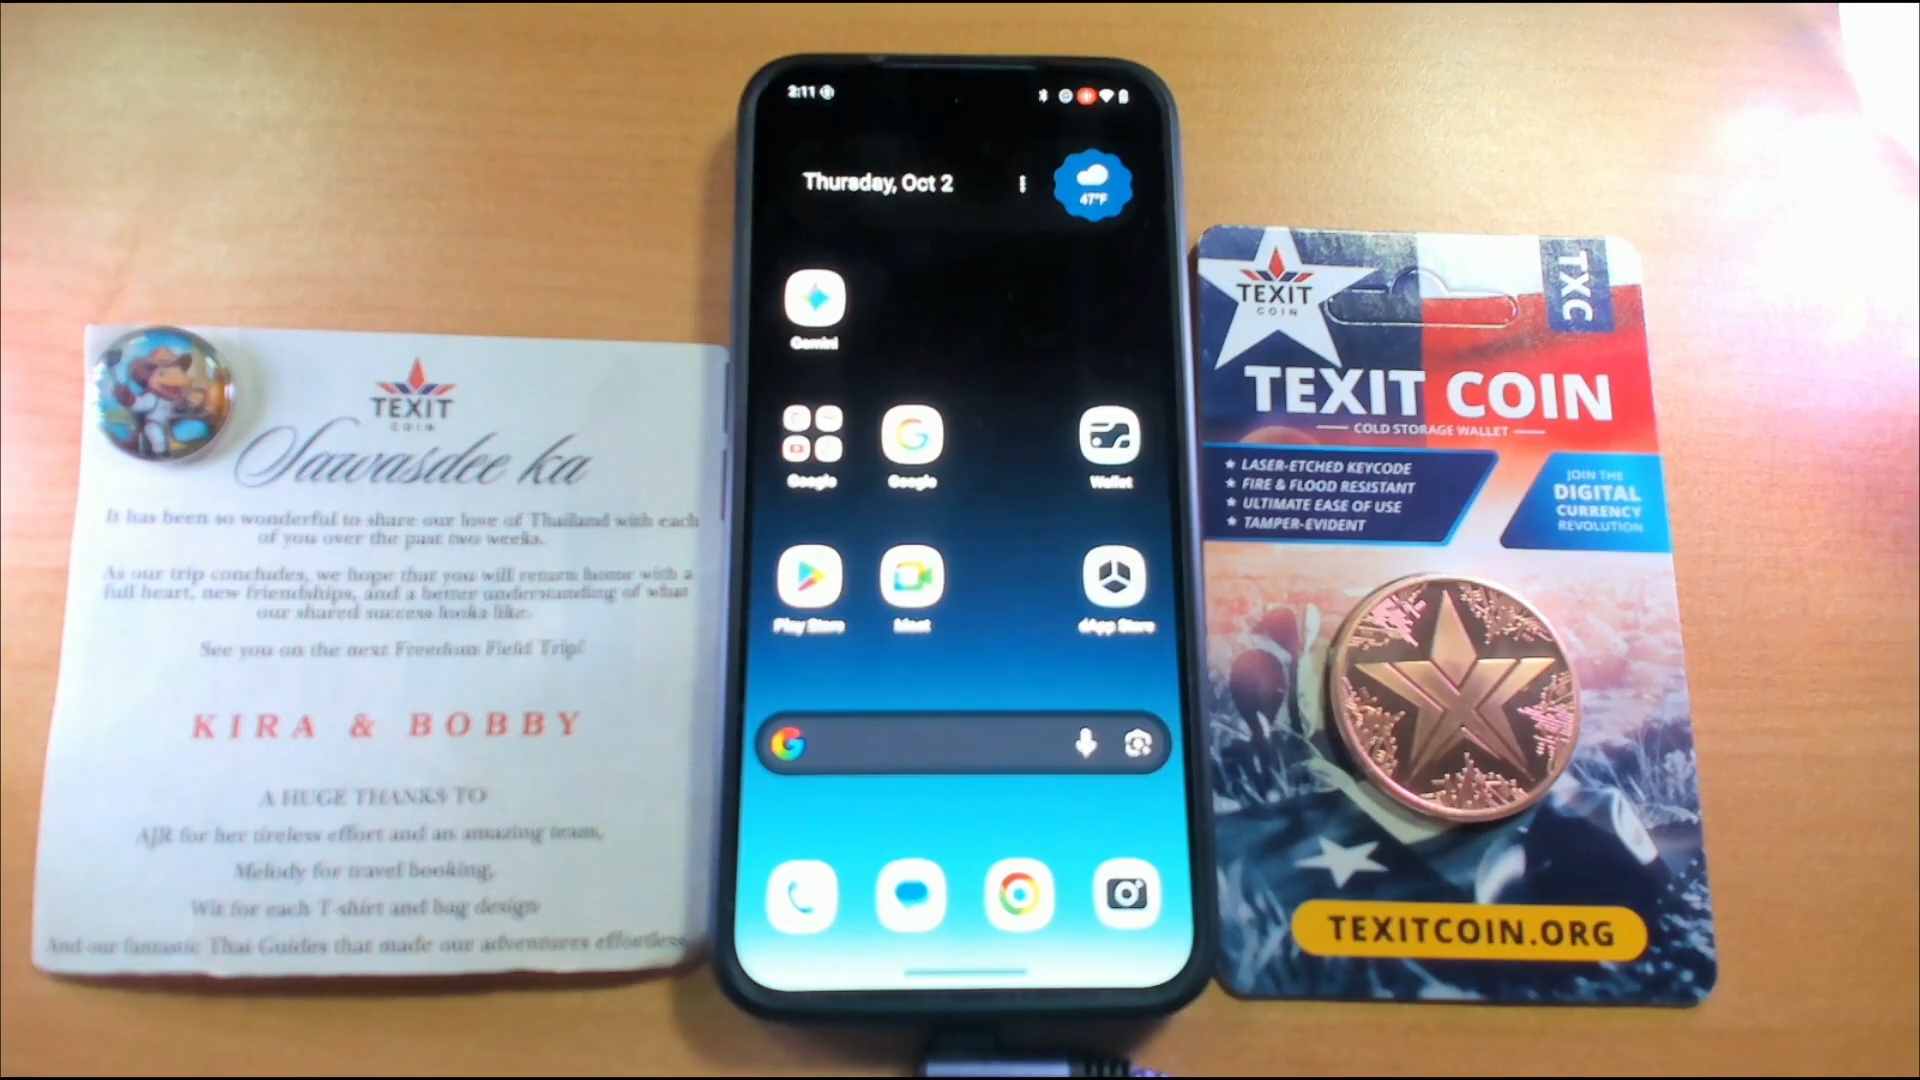 TEXIT
COIN
Sawasdee ka
It has been so wonderful to share our love of Thailand with each
of you over the past two weeks.
As our trip concludes, we hope that you will return home with a
full heart, new friendships, and a better understanding of what
our shared success looks like.
See you on the next Freedom Field Trip!
KIRA & BOBBY
A HUGE THANKS TO
AJR for her tireless effort and an amazing team,
Melody for travel booking,
Wit for each T-shirt and bag design
And our fantastic Thai Guides that made our adventures effortless
2:11
Thursday, Oct 2
47°F
Gemini
Google
Google
Wallet
Play Store
Meet
dApp Store
TEXIT
COIN
TXC
TEXIT COIN
COLD STORAGE WALLET
★ LASER-ETCHED KEYCODE
★ FIRE & FLOOD RESISTANT
★ ULTIMATE EASE OF USE
★ TAMPER-EVIDENT
JOIN THE
DIGITAL
CURRENCY
REVOLUTION
TEXITCOIN.ORG